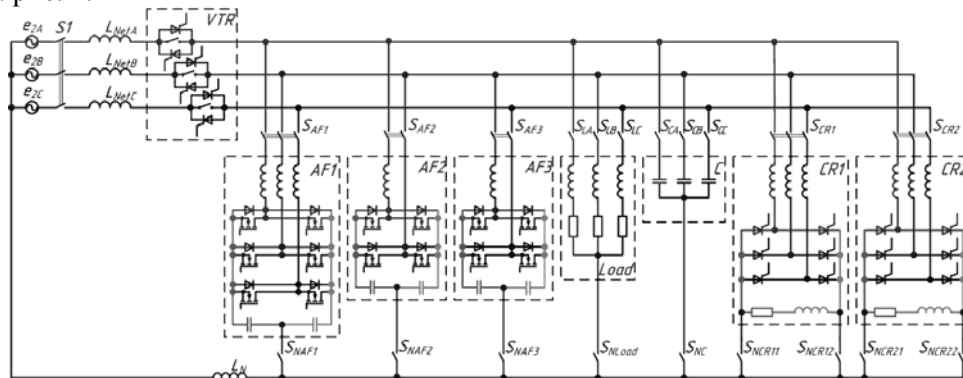 e2A S1 LNetA VTR
e2B LNetB
e2C LNetC
SAF1 SAF2 SAF3 SLA SLB SLC SCA SCB SCC SCR1 SCR2
AF1 AF2 AF3 C CR1 CR2
Load
SNAF1 SNAF2 SNAF3 SNLoad SNC SNCR11 SNCR12 SNCR21 SNCR22
LN